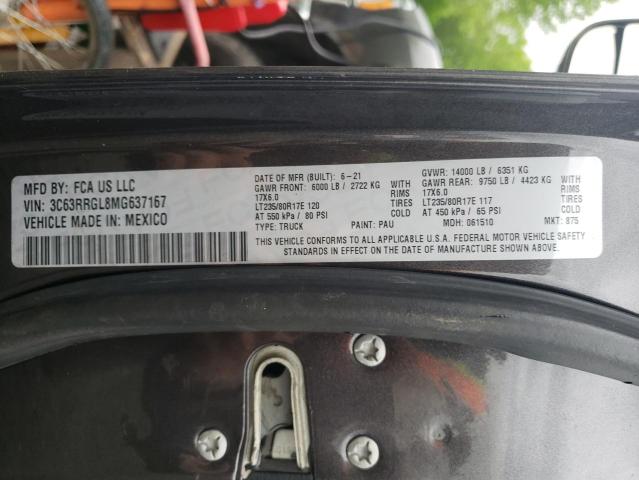 MFD BY: FCA US LLC
VIN: 3C63RRGL8MG637167
VEHICLE MADE IN: MEXICO
DATE OF MFR (BUILT): 6-21 GVWR: 14000 LB / 6351 KG
GAWR FRONT: 6000 LB / 2722 KG WITH GAWR REAR: 9750 LB / 4423 KG WITH
17X6.0 RIMS 17X6.0 RIMS
LT235/80R17E 120 TIRES LT235/80R17E 117 TIRES
AT 550 kPa / 80 PSI AT 450 kPa / 65 PSI
TYPE: TRUCK PAINT: PAU MDH: 061510 MKT: 875
THIS VEHICLE CONFORMS TO ALL APPLICABLE U.S.A. FEDERAL MOTOR VEHICLE SAFETY
STANDARDS IN EFFECT ON THE DATE OF MANUFACTURE SHOWN ABOVE.